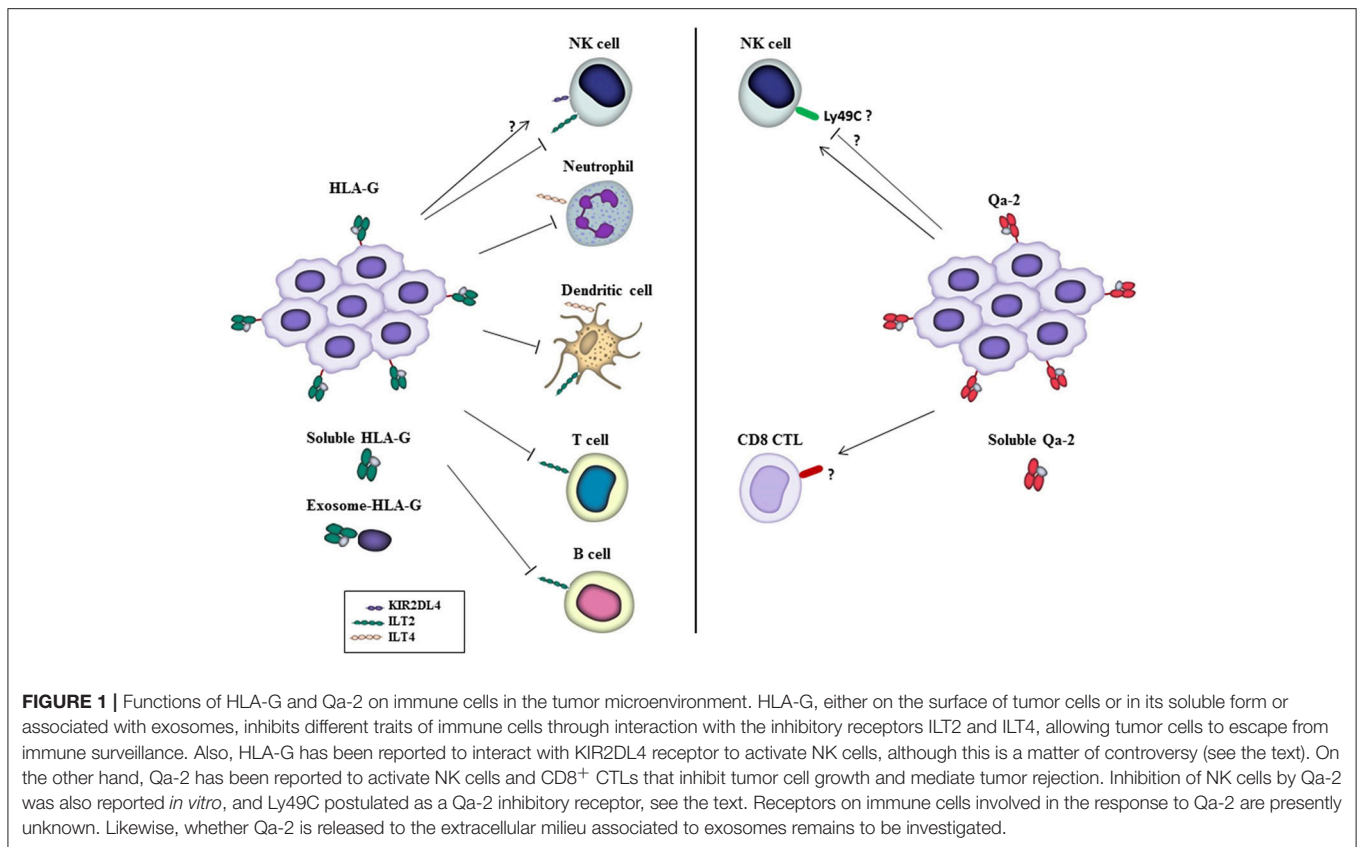 NK cell
?
Neutrophil
HLA-G
Dendritic cell
Soluble HLA-G
T cell
Exosome-HLA-G
B cell
KIR2DL4
ILT2
ILT4
NK cell
Ly49C ?
?
Qa-2
CD8 CTL
?
Soluble Qa-2
FIGURE 1 | Functions of HLA-G and Qa-2 on immune cells in the tumor microenvironment. HLA-G, either on the surface of tumor cells or in its soluble form or
associated with exosomes, inhibits different traits of immune cells through interaction with the inhibitory receptors ILT2 and ILT4, allowing tumor cells to escape from
immune surveillance. Also, HLA-G has been reported to interact with KIR2DL4 receptor to activate NK cells, although this is a matter of controversy (see the text). On
the other hand, Qa-2 has been reported to activate NK cells and CD8+ CTLs that inhibit tumor cell growth and mediate tumor rejection. Inhibition of NK cells by Qa-2
was also reported in vitro, and Ly49C postulated as a Qa-2 inhibitory receptor, see the text. Receptors on immune cells involved in the response to Qa-2 are presently
unknown. Likewise, whether Qa-2 is released to the extracellular milieu associated to exosomes remains to be investigated.